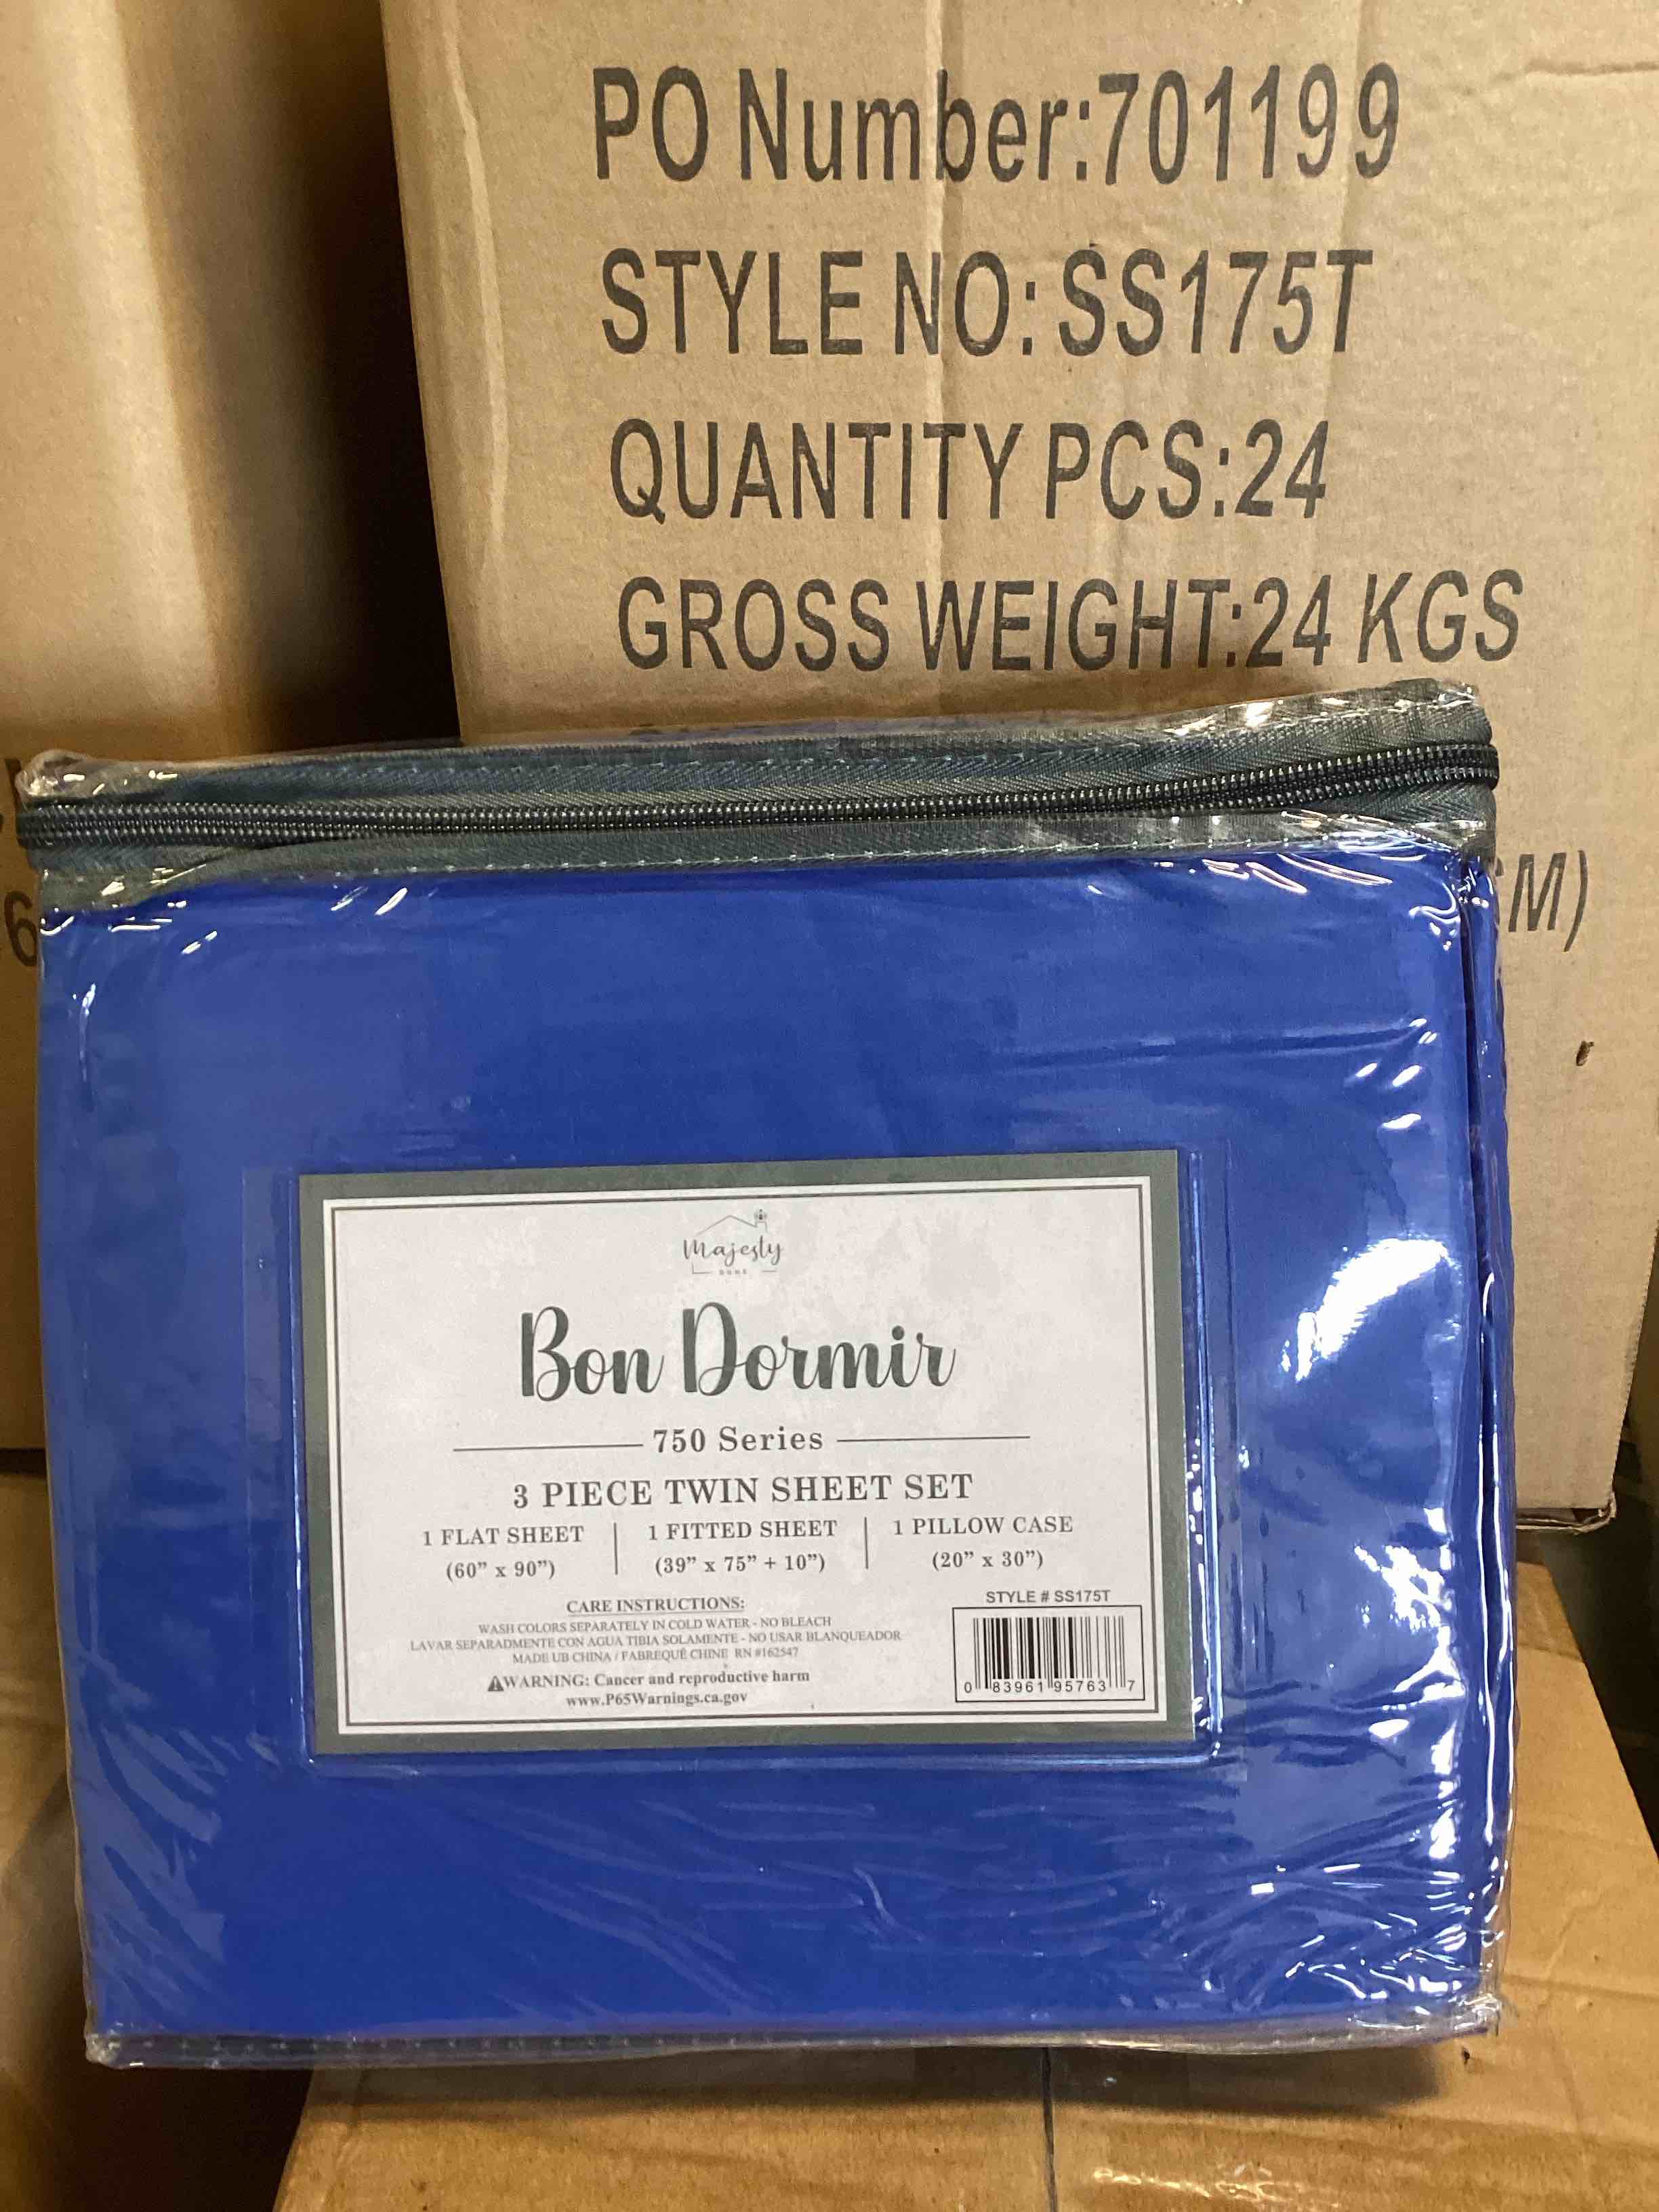 PO Number:701199
STYLE NO:SS175T
QUANTITY PCS:24
GROSS WEIGHT:24 KGS
6
M)
Majesty
HOME
Bon Dormir
750 Series
3 PIECE TWIN SHEET SET
1 FLAT SHEET
(60" x 90")
1 FITTED SHEET
(39" x 75" + 10")
1 PILLOW CASE
(20" x 30")
CARE INSTRUCTIONS:
WASH COLORS SEPARATELY IN COLD WATER - NO BLEACH
LAVAR SEPARADMENTE CON AGUA TIBIA SOLAMENTE - NO USAR BLANQUEADOR
MADE UB CHINA / FABREQUÉ CHINE RN #162547
⚠WARNING: Cancer and reproductive harm
www.P65Warnings.ca.gov
STYLE # SS175T
0 83961 95763 7